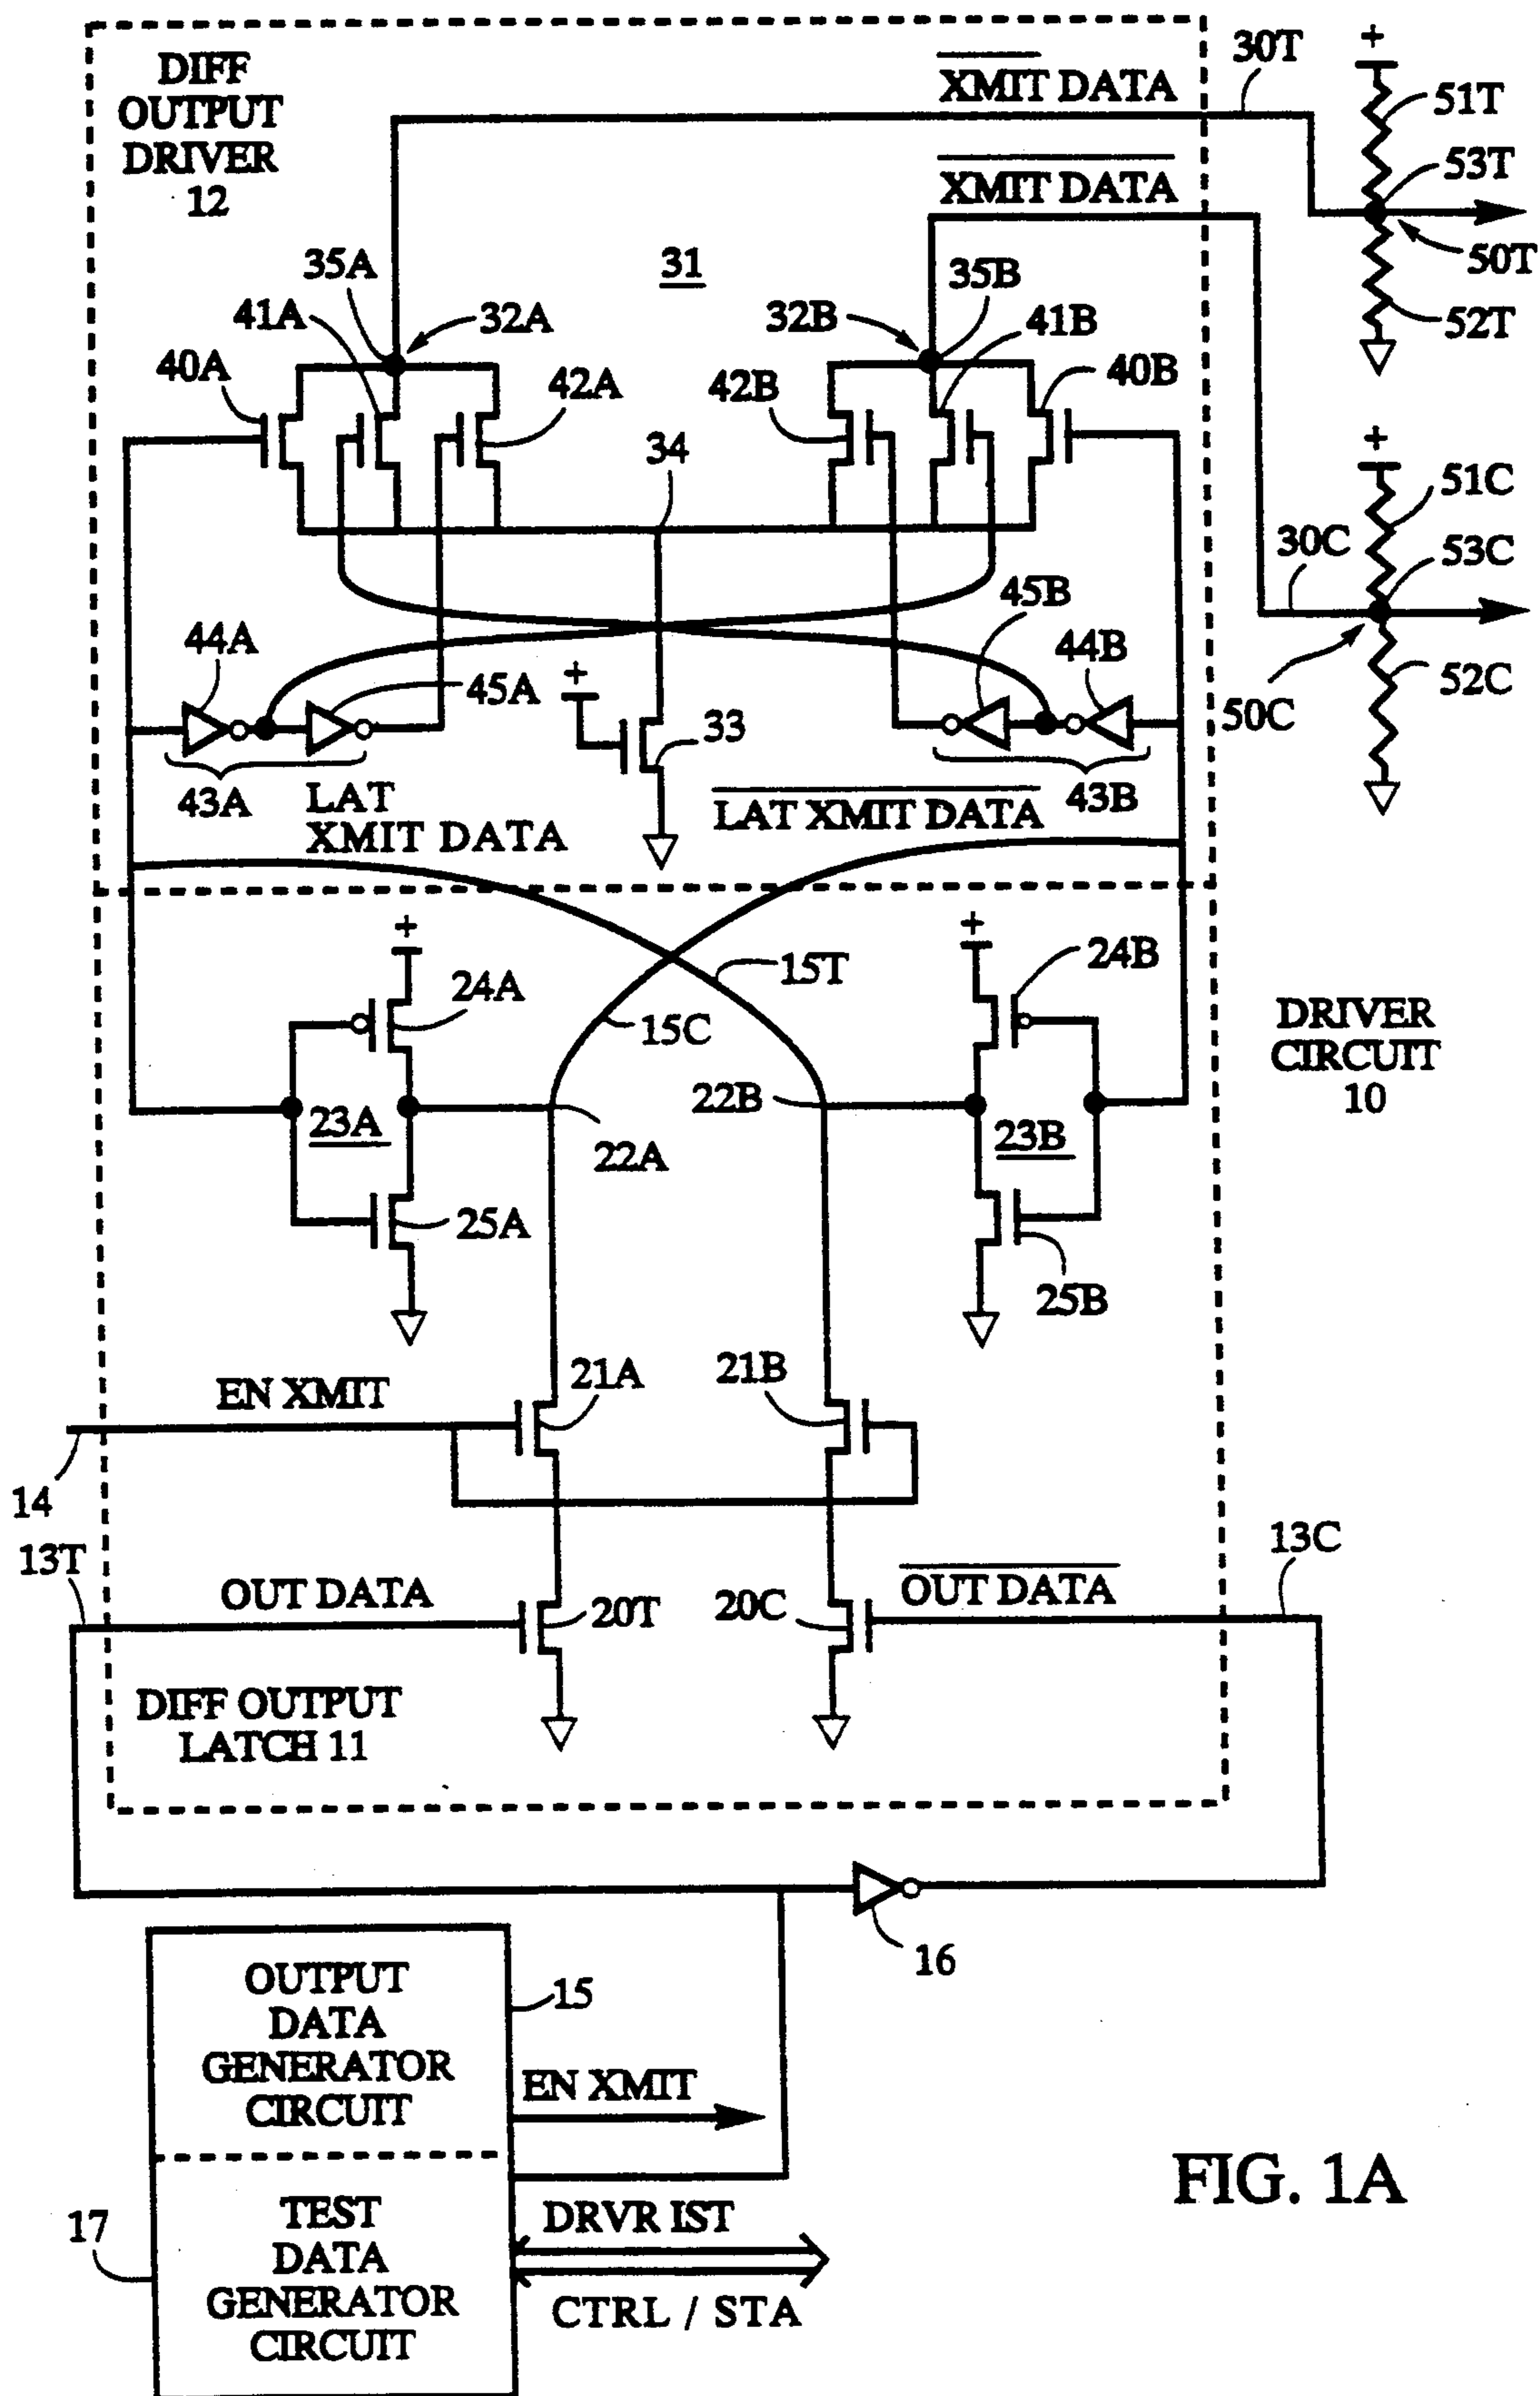 DIFF
OUTPUT
DRIVER
12
XMIT DATA
30T
+
51T
53T
XMIT DATA
50T
52T
35A
31
35B
41A
32A
32B
41B
40A
42A
42B
40B
34
+
51C
30C
53C
44A
45B
44B
45A
+
33
50C
52C
43A
LAT
XMIT DATA
LAT XMIT DATA
43B
+
24A
15T
+
24B
15C
DRIVER
CIRCUIT
10
23A
22A
22B
23B
25A
25B
EN XMIT
21A
21B
14
13T
OUT DATA
20T
20C
OUT DATA
13C
DIFF OUTPUT
LATCH 11
16
OUTPUT
DATA
GENERATOR
CIRCUIT
15
EN XMIT
17
TEST
DATA
GENERATOR
CIRCUIT
DRVR IST
CTRL / STA
FIG. 1A